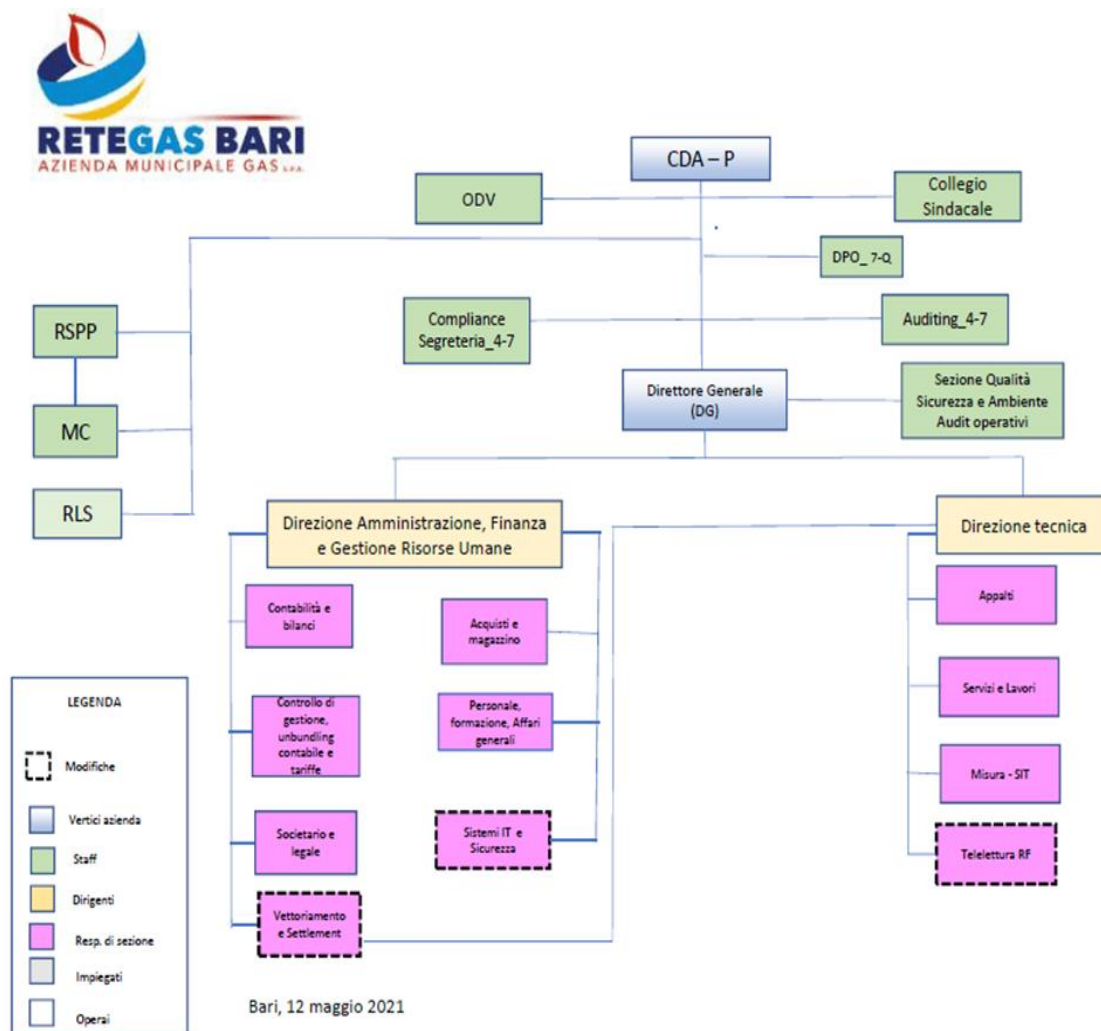 RETEGAS BARI
AZIENDA MUNICIPALE GAS S.P.A.
CDA – P
ODV
Collegio
Sindacale
DPO_ 7-Q
RSPP
Compliance
Segreteria_4-7
Auditing_4-7
Direttore Generale
(DG)
Sezione Qualità
Sicurezza e Ambiente
Audit operativi
MC
RLS
Direzione Amministrazione, Finanza
e Gestione Risorse Umane
Direzione tecnica
Contabilità e
bilanci
Acquisti e
magazzino
Appalti
Controllo di
gestione,
unbundling
contabile e
tariffe
Personale,
formazione, Affari
generali
Servizi e Lavori
Misura - SIT
Societario e
legale
Sistemi IT e
Sicurezza
Telelettura RF
Vettoriamento
e Settlement
LEGENDA
Modifiche
Vertici azienda
Staff
Dirigenti
Resp. di sezione
Impiegati
Operai
Bari, 12 maggio 2021